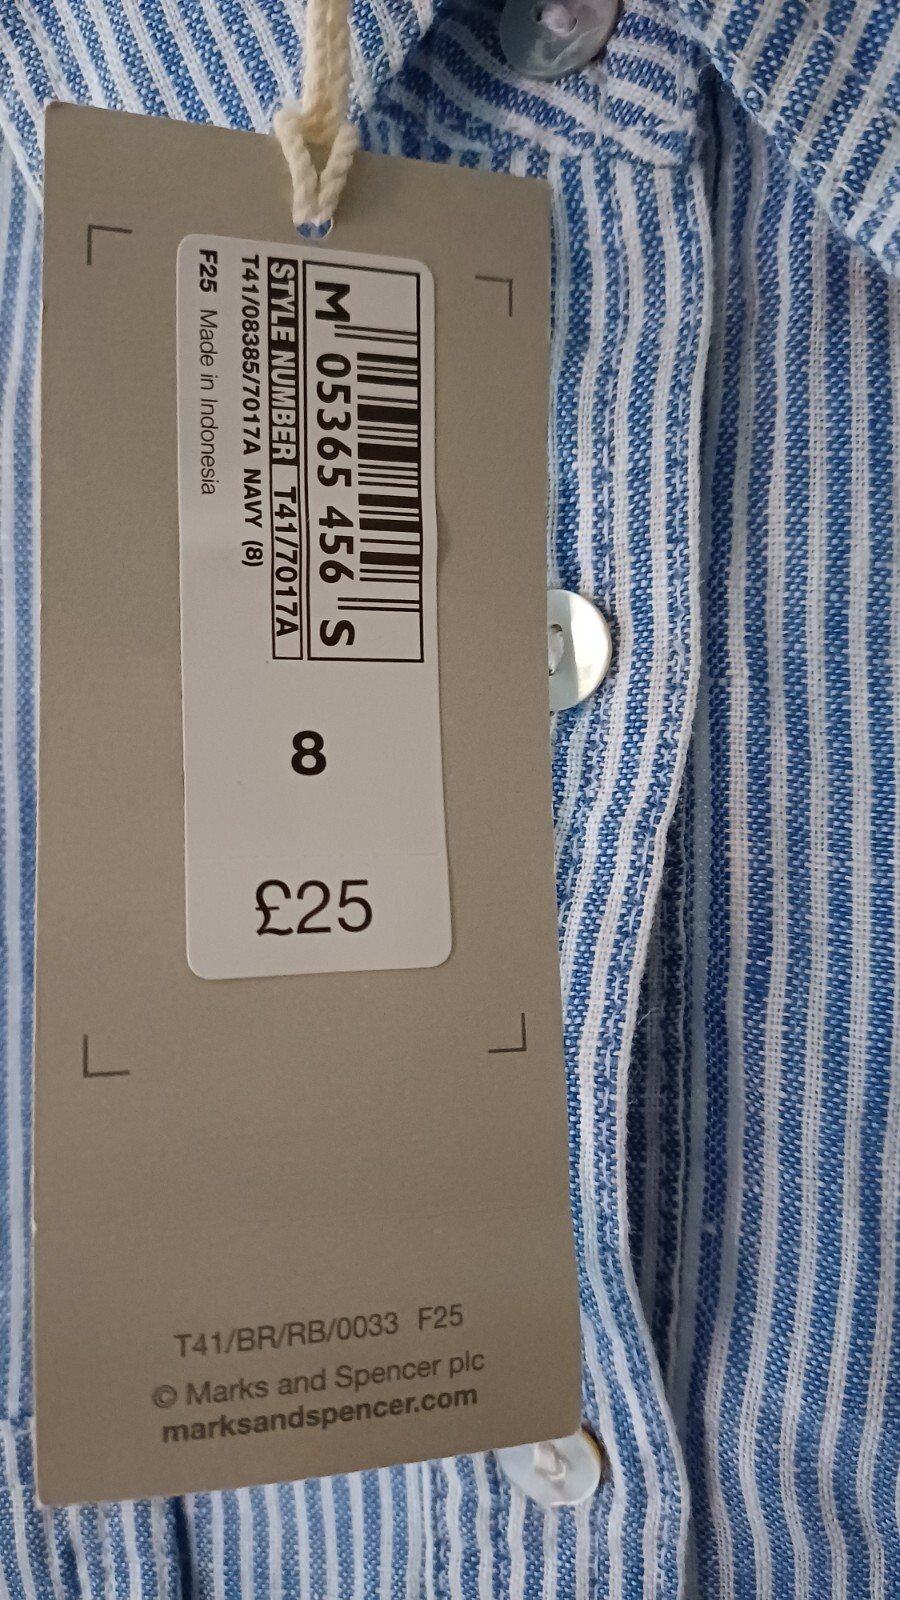 M 05365 456 S
STYLE NUMBER T41/7017A
T41/08385/7017A NAVY (8)
F25 Made in Indonesia
8
£25
T41/BR/RB/0033 F25
© Marks and Spencer plc
marksandspencer.com